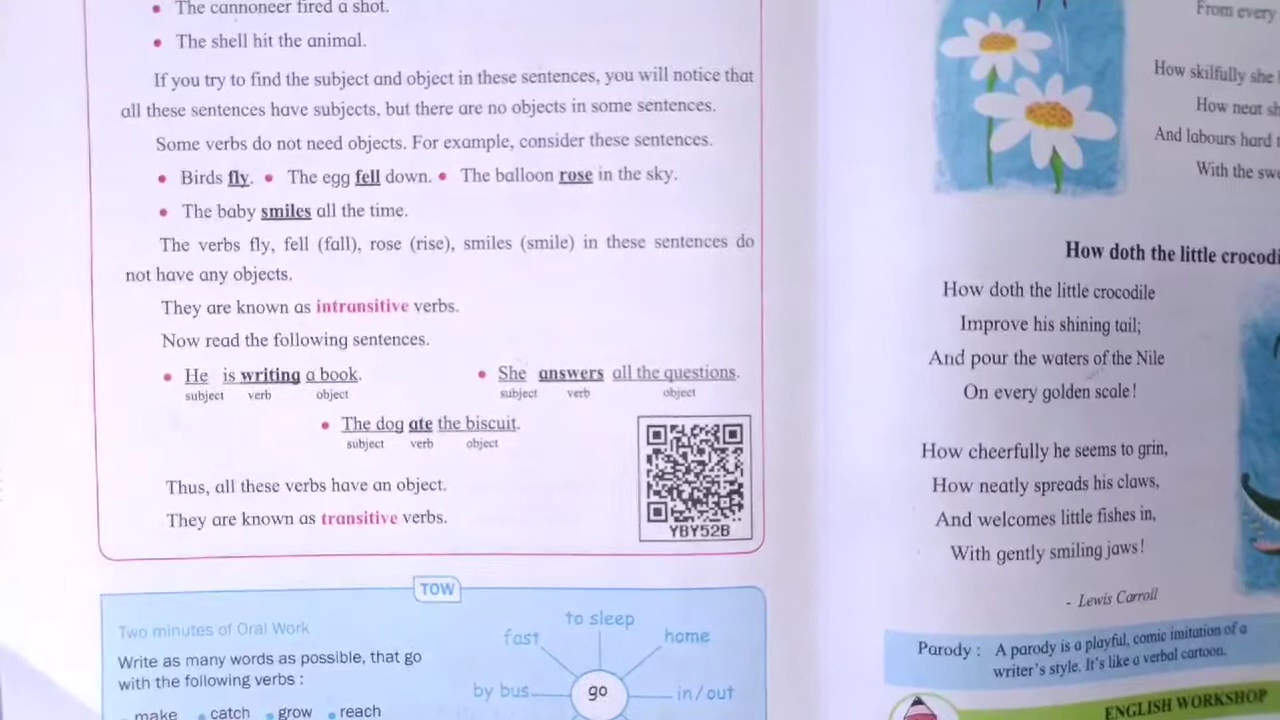 • The cannoneer fired a shot.
• The shell hit the animal.
If you try to find the subject and object in these sentences, you will notice that
all these sentences have subjects, but there are no objects in some sentences.
Some verbs do not need objects. For example, consider these sentences.
• Birds fly. • The egg fell down. • The balloon rose in the sky.
• The baby smiles all the time.
The verbs fly, fell (fall), rose (rise), smiles (smile) in these sentences do
not have any objects.
They are known as intransitive verbs.
Now read the following sentences.
• He is writing a book. • She answers all the questions.
subject verb object subject verb object
• The dog ate the biscuit.
subject verb object
Thus, all these verbs have an object.
They are known as transitive verbs.
YBY52B
TOW
Two minutes of Oral Work
Write as many words as possible, that go
with the following verbs :
• make • catch • grow • reach
to sleep
fast home
by bus go in/out
From every
How skilfully she
How neat
And labours hard
With the
How doth the little
How doth the little crocodile
Improve his shining tail;
And pour the waters of the Nile
On every golden scale!
How cheerfully he seems to grin,
How neatly spreads his claws,
And welcomes little fishes in,
With gently smiling jaws!
- Lewis Carroll
Parody : A parody is a playful, comic imitation of a
writer's style. It's like a verbal cartoon.
ENGLISH WORKSHOP